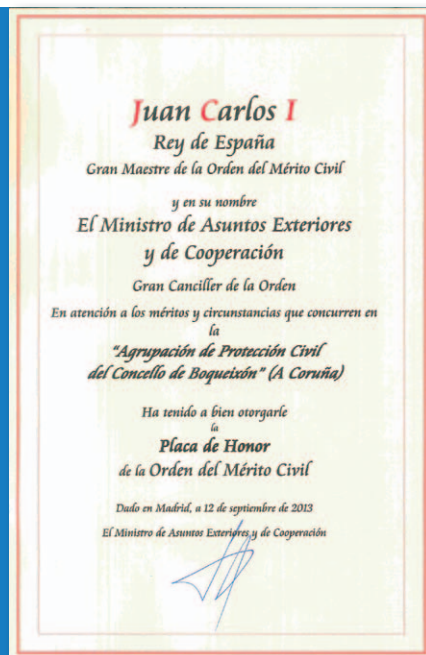 Juan Carlos I
Rey de España
Gran Maestre de la Orden del Mérito Civil
y en su nombre
El Ministro de Asuntos Exteriores
y de Cooperación
Gran Canciller de la Orden
En atención a los méritos y circunstancias que concurren en
la
"Agrupación de Protección Civil
del Concello de Boqueixón" (A Coruña)
Ha tenido a bien otorgarle
la
Placa de Honor
de la Orden del Mérito Civil
Dado en Madrid, a 12 de septiembre de 2013
El Ministro de Asuntos Exteriores y de Cooperación